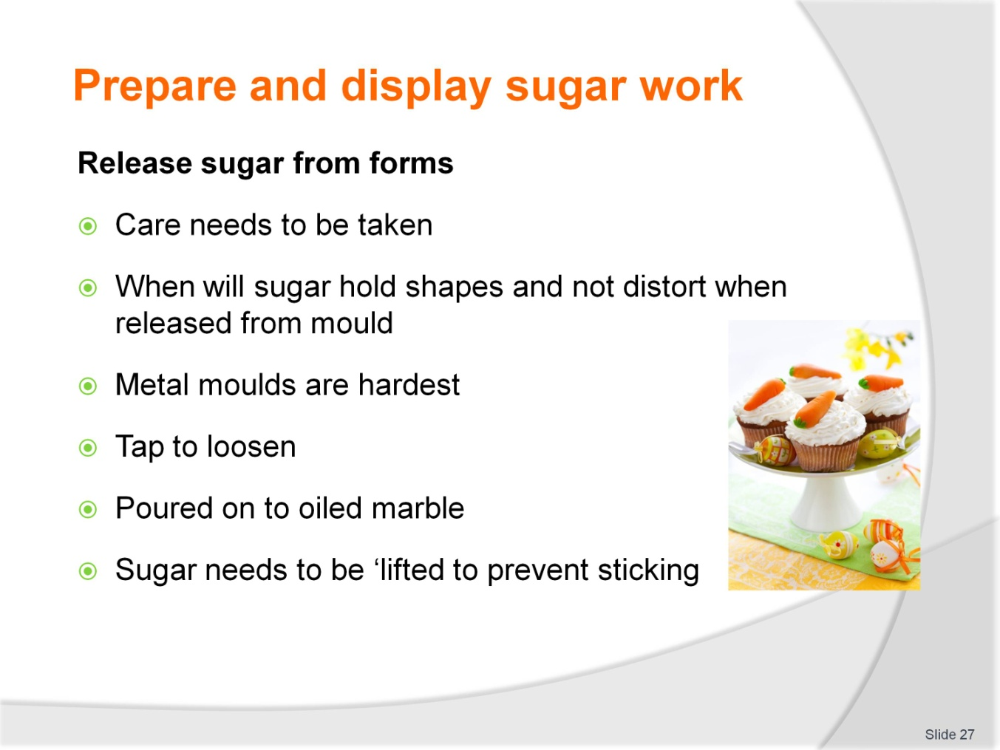 Prepare and display sugar work
Release sugar from forms
Care needs to be taken
When will sugar hold shapes and not distort when
released from mould
Metal moulds are hardest
Tap to loosen
Poured on to oiled marble
Sugar needs to be ‘lifted to prevent sticking
Slide 27